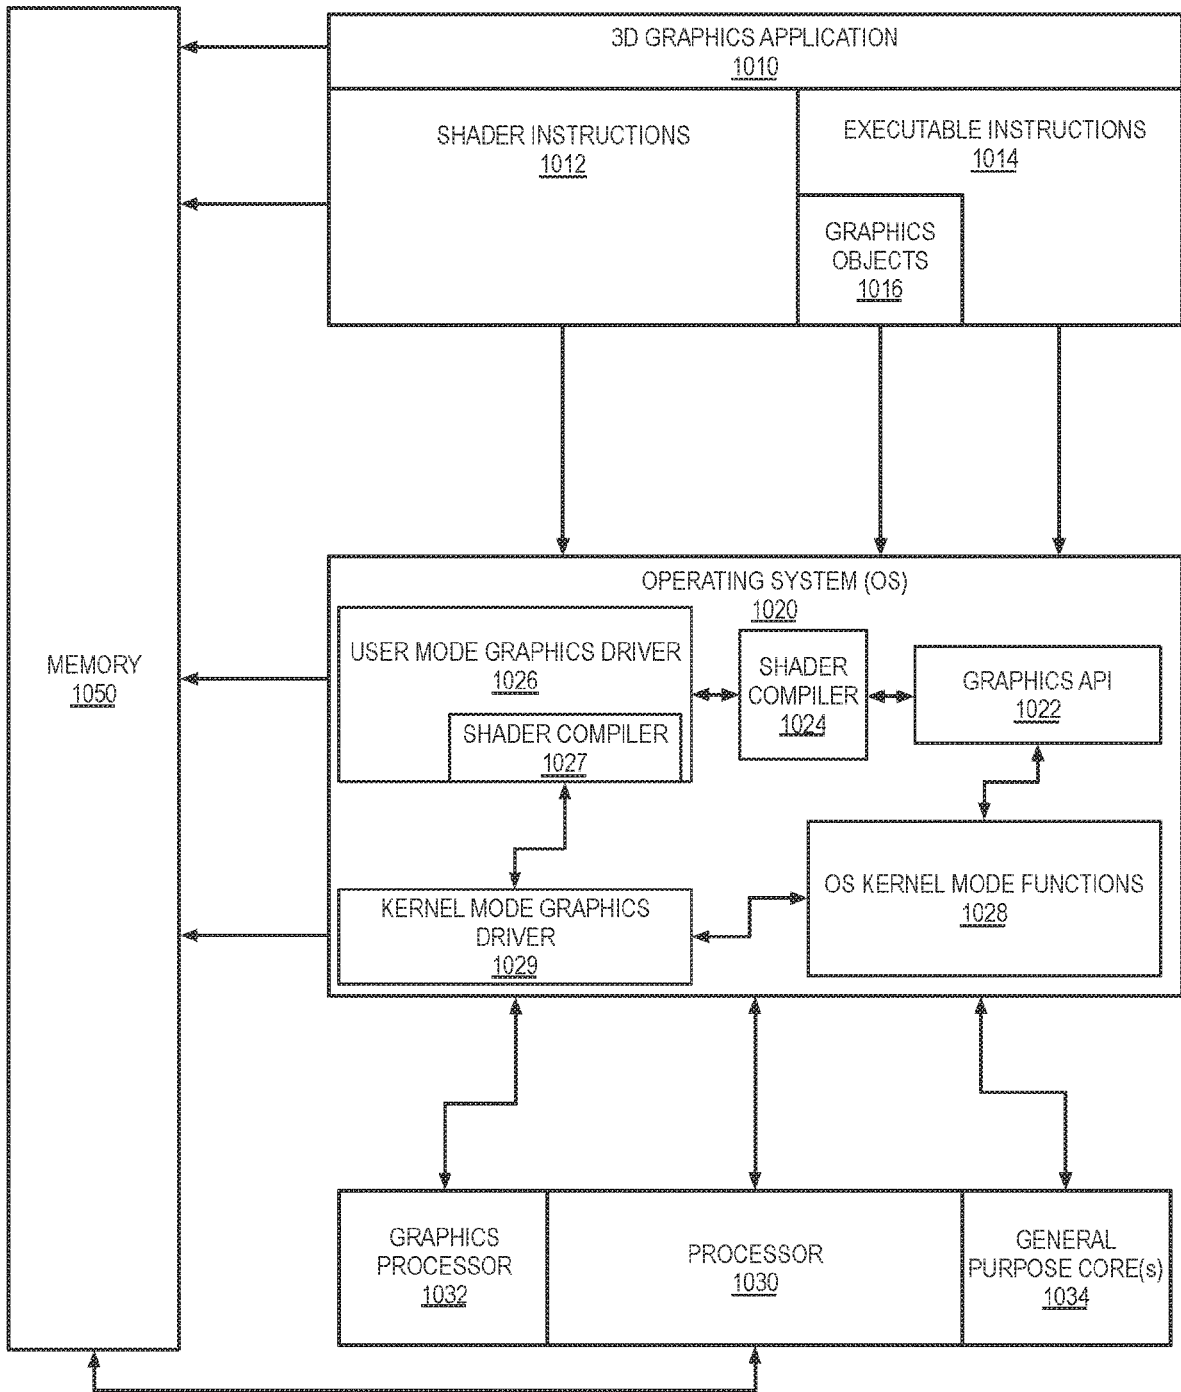 3D GRAPHICS APPLICATION
1010
SHADER INSTRUCTIONS
1012
EXECUTABLE INSTRUCTIONS
1014
GRAPHICS
OBJECTS
1016
MEMORY
1050
OPERATING SYSTEM (OS)
1020
USER MODE GRAPHICS DRIVER
1026
SHADER COMPILER
1027
SHADER
COMPILER
1024
GRAPHICS API
1022
KERNEL MODE GRAPHICS
DRIVER
1029
OS KERNEL MODE FUNCTIONS
1028
GRAPHICS
PROCESSOR
1032
PROCESSOR
1030
GENERAL
PURPOSE CORE(s)
1034